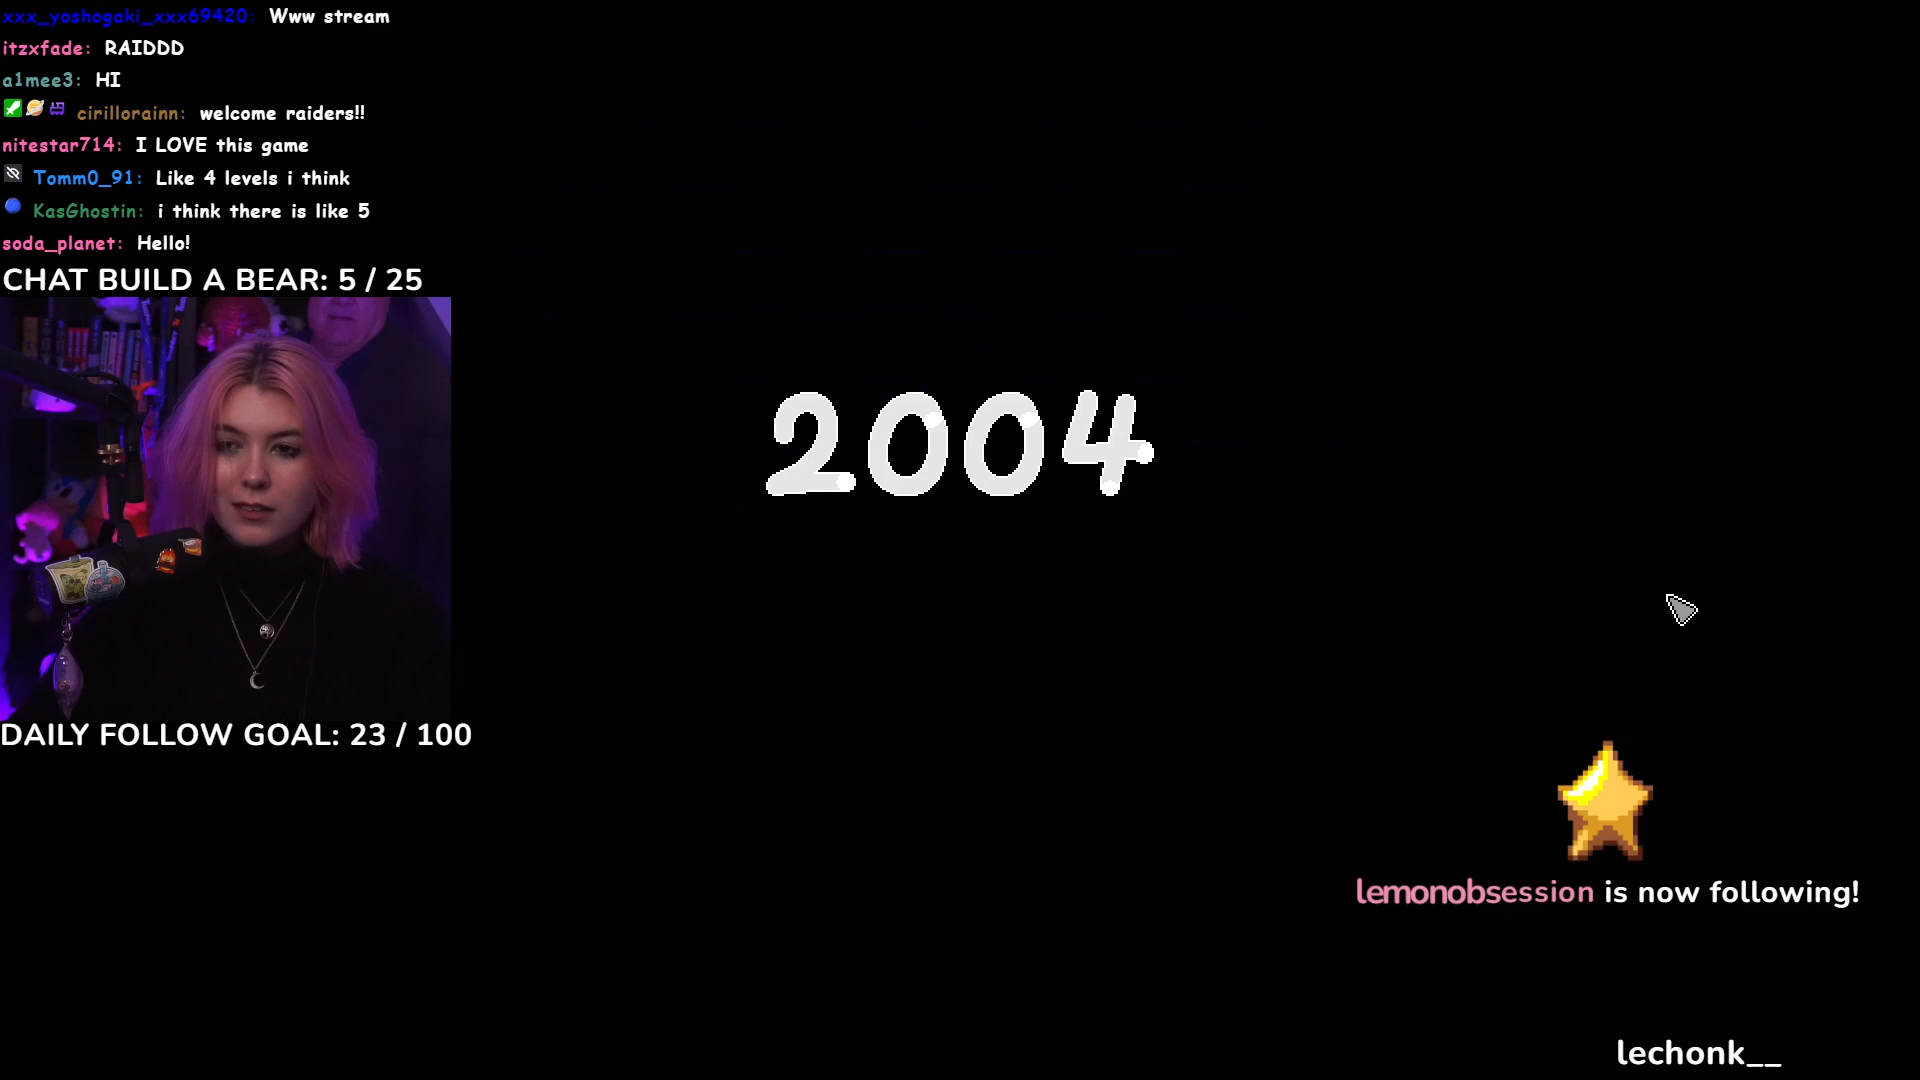 xxx_yoshogaki_xxx69420: Www stream
itzxfade: RAIDDD
a1mee3: HI
cirillorainn: welcome raiders!!
nitestar714: I LOVE this game
Tomm0_91: Like 4 levels i think
KasGhostin: i think there is like 5
soda_planet: Hello!
CHAT BUILD A BEAR: 5 / 25
2004
DAILY FOLLOW GOAL: 23 / 100
lemonobsession is now following!
lechonk__